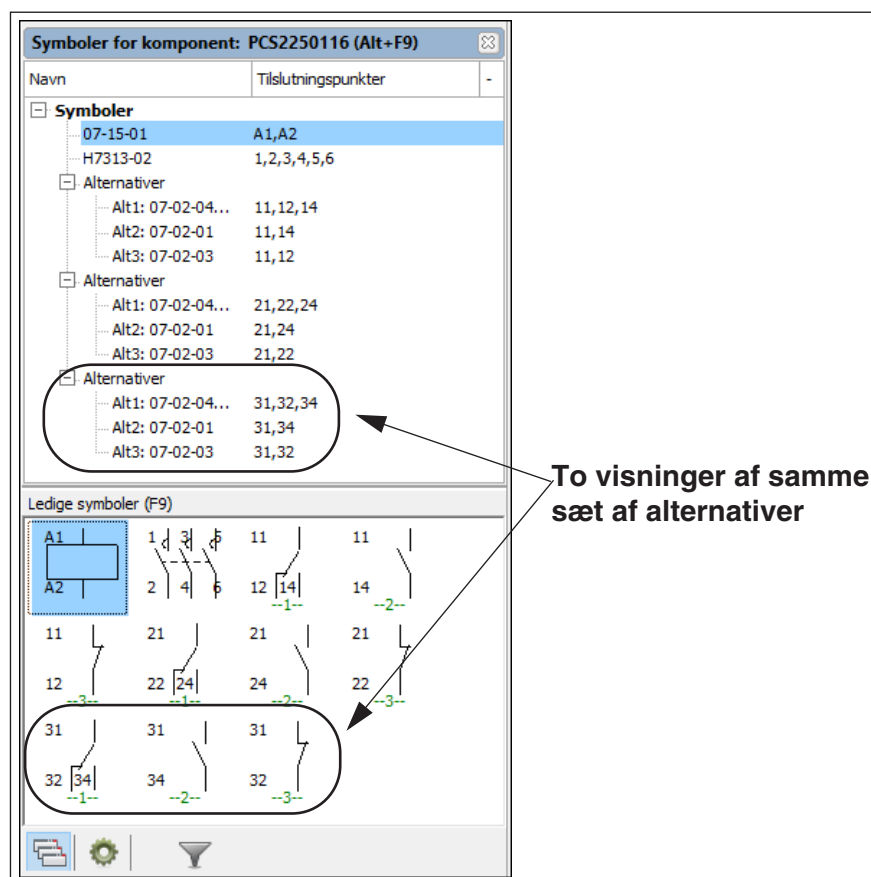 Symboler for komponent: PCS2250116 (Alt+F9)
Navn Tilslutningspunkter -
Symboler
07-15-01 A1,A2
H7313-02 1,2,3,4,5,6
Alternativer
Alt1: 07-02-04... 11,12,14
Alt2: 07-02-01 11,14
Alt3: 07-02-03 11,12
Alternativer
Alt1: 07-02-04... 21,22,24
Alt2: 07-02-01 21,24
Alt3: 07-02-03 21,22
Alternativer
Alt1: 07-02-04... 31,32,34
Alt2: 07-02-01 31,34
Alt3: 07-02-03 31,32
To visninger af samme
sæt af alternativer
Ledige symboler (F9)
A1 1 3 5 11 11
A2 2 4 6 12 14 14
--1-- --2--
11 21 21 21
12 22 24 24 22
--3-- --1-- --2-- --3--
31 31 31
32 34 34 32
--1-- --2-- --3--